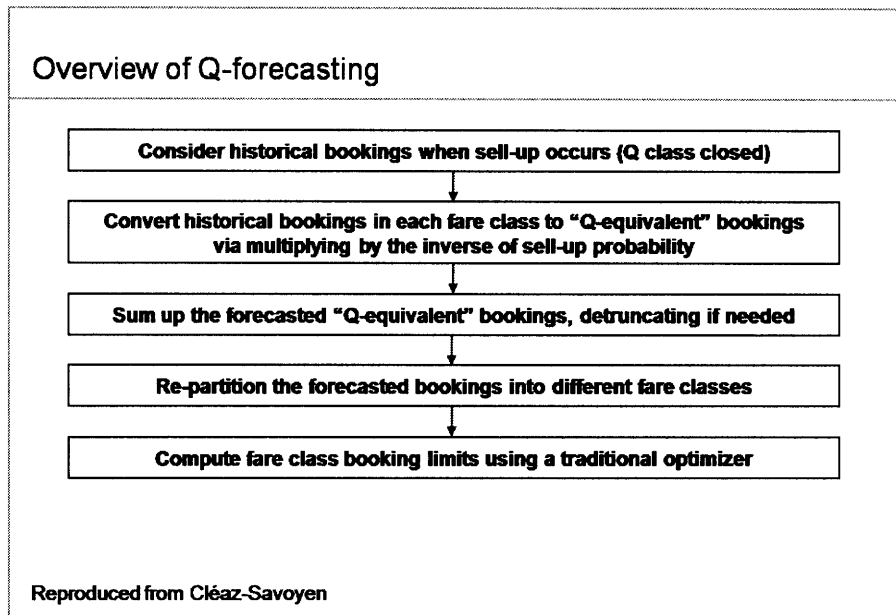 Overview of Q-forecasting
Consider historical bookings when sell-up occurs (Q class closed)
Convert historical bookings in each fare class to “Q-equivalent” bookings
via multiplying by the inverse of sell-up probability
Sum up the forecasted “Q-equivalent” bookings, detruncating if needed
Re-partition the forecasted bookings into different fare classes
Compute fare class booking limits using a traditional optimizer
Reproduced from Cléaz-Savoyen